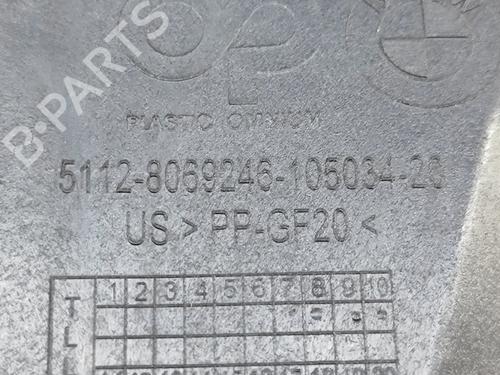 B-PARTS
PLASTIC OMNIUM
5112-8069246-105034-26
US > PP-GF20 <
T 1 2 3 4 5 6 7 8 9 10
L